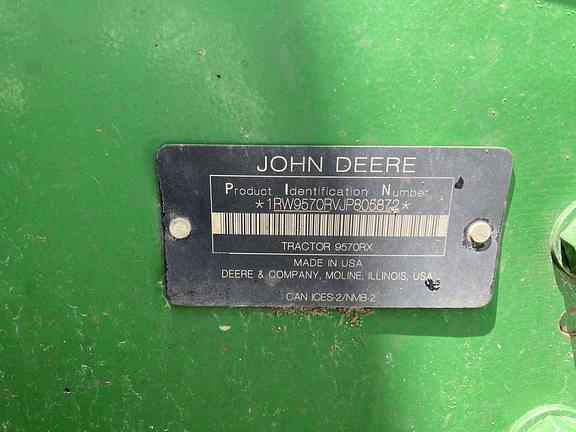 JOHN DEERE
Product Identification Number
*1RW9570RVJP805872*
TRACTOR 9570RX
MADE IN USA
DEERE & COMPANY, MOLINE, ILLINOIS, USA
CAN ICES-2/NMB-2